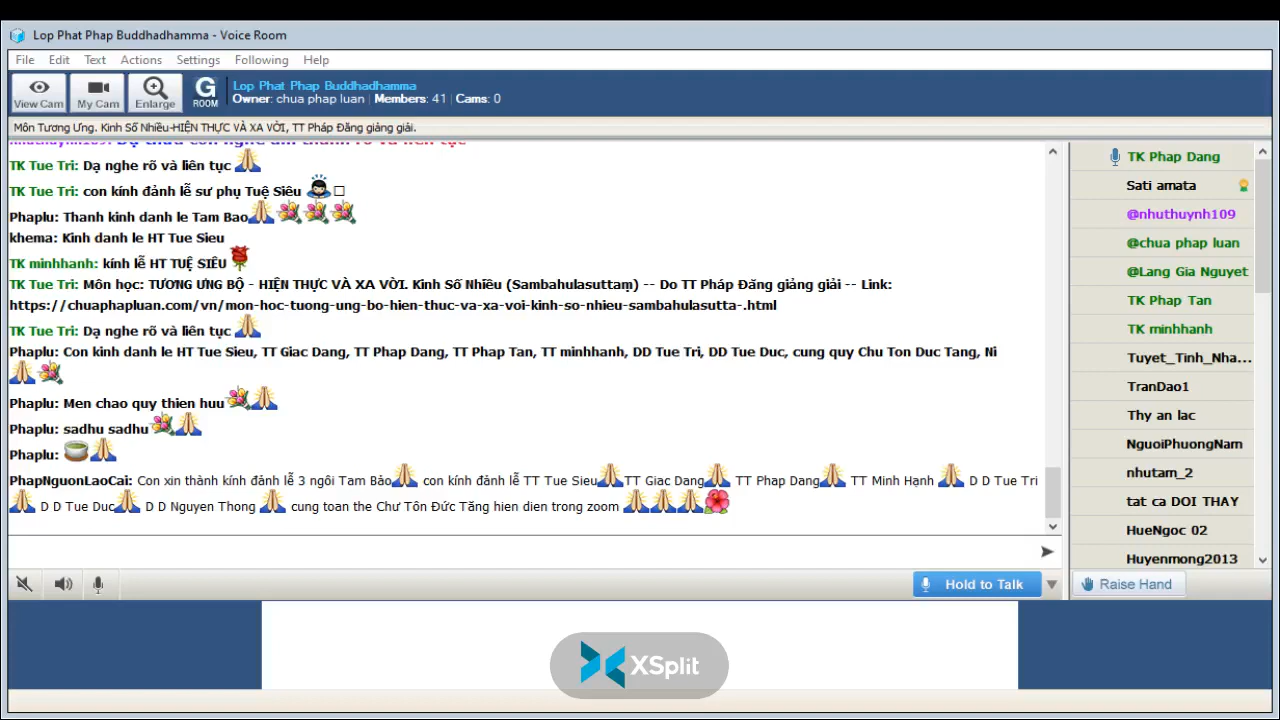 Lop Phat Phap Buddhadhamma - Voice Room
File Edit Text Actions Settings Following Help
View Cam My Cam Enlarge G ROOM
Lop Phat Phap Buddhadhamma
Owner: chua phap luan | Members: 41 | Cams: 0
Môn Tương Ưng. Kinh Số Nhiều-HIỆN THỰC VÀ XA VỜI, TT Pháp Đăng giảng giải.
TK Tue Tri: Dạ nghe rõ và liên tục
TK Tue Tri: con kính đảnh lễ sư phụ Tuệ Siêu
Phaplu: Thanh kinh danh le Tam Bao
khema: Kinh danh le HT Tue Sieu
TK minhhanh: kính lễ HT TUỆ SIÊU
TK Tue Tri: Môn học: TƯƠNG ƯNG BỘ - HIỆN THỰC VÀ XA VỜI. Kinh Số Nhiều (Sambahulasuttaṃ) -- Do TT Pháp Đăng giảng giải -- Link:
https://chuaphapluan.com/vn/mon-hoc-tuong-ung-bo-hien-thuc-va-xa-voi-kinh-so-nhieu-sambahulasutta-.html
TK Tue Tri: Dạ nghe rõ và liên tục
Phaplu: Con kinh danh le HT Tue Sieu, TT Giac Dang, TT Phap Dang, TT Phap Tan, TT minhhanh, DD Tue Tri, DD Tue Duc, cung quy Chu Ton Duc Tang, Ni
Phaplu: Men chao quy thien huu
Phaplu: sadhu sadhu
Phaplu:
PhapNguonLaoCai: Con xin thành kính đảnh lễ 3 ngôi Tam Bảo con kính đảnh lễ TT Tue Sieu TT Giac Dang TT Phap Dang TT Minh Hạnh D D Tue Tri
D D Tue Duc D D Nguyen Thong cung toan the Chư Tôn Đức Tăng hien dien trong zoom
Hold to Talk
TK Phap Dang
Sati amata
@nhuthuynh109
@chua phap luan
@Lang Gia Nguyet
TK Phap Tan
TK minhhanh
Tuyet_Tinh_Nha...
TranDao1
Thy an lac
NguoiPhuongNam
nhutam_2
tat ca DOI THAY
HueNgoc 02
Huyenmong2013
Raise Hand
XSplit